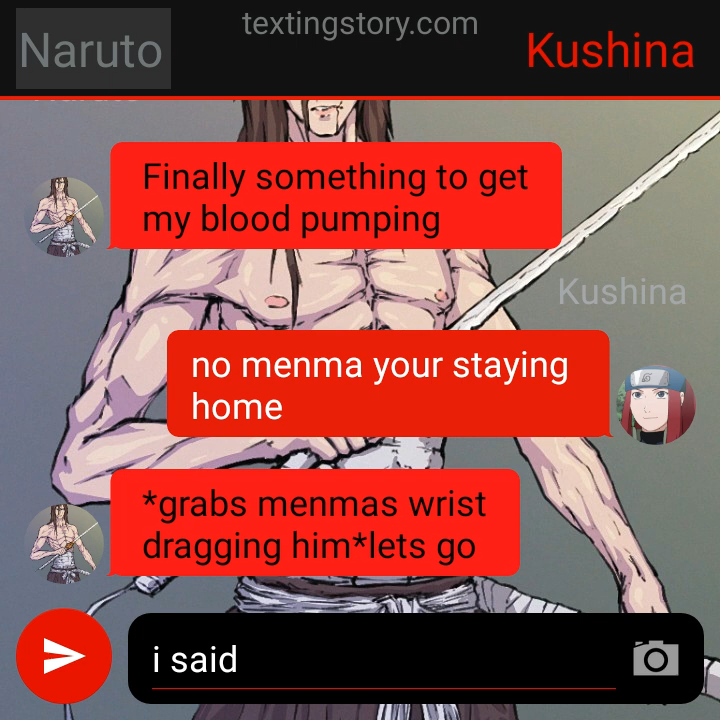 textingstory.com
Naruto
Kushina
Finally something to get
my blood pumping
Kushina
no menma your staying
home
*grabs menmas wrist
dragging him*lets go
i said